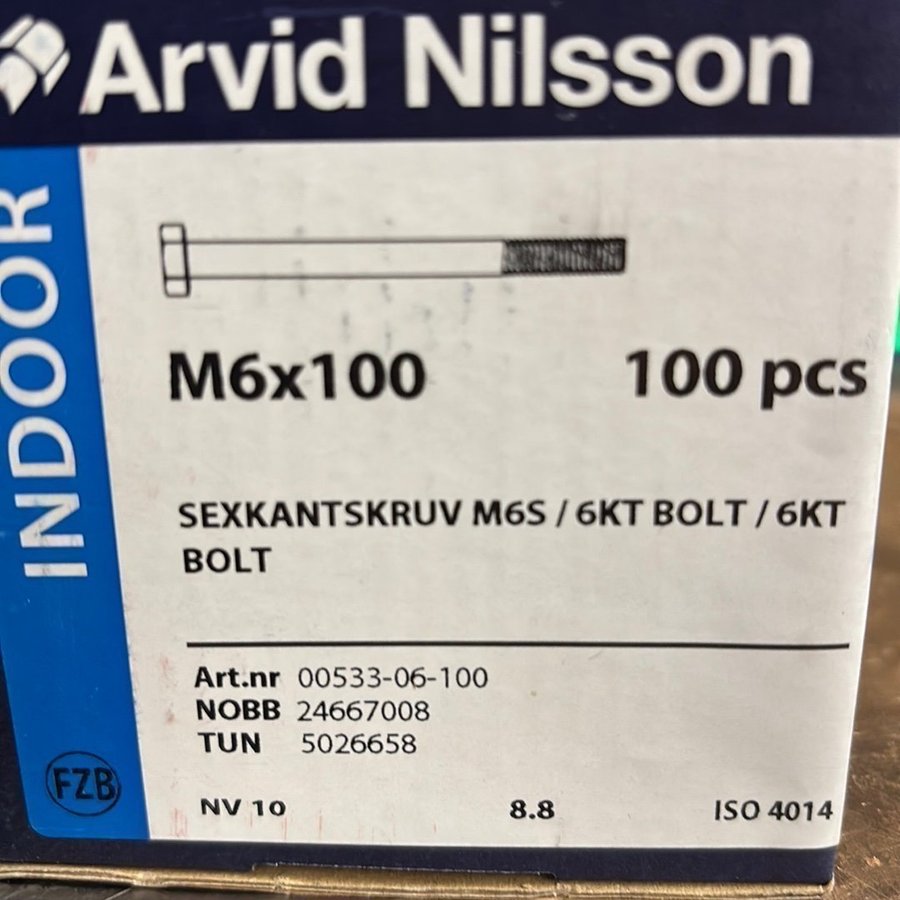 Arvid Nilsson
INDOOR
M6x100 100 pcs
SEXKANTSKRUV M6S / 6KT BOLT / 6KT
BOLT
Art.nr 00533-06-100
NOBB 24667008
TUN 5026658
FZB
NV 10 8.8 ISO 4014